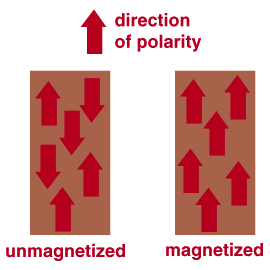 direction
of polarity
unmagnetized
magnetized